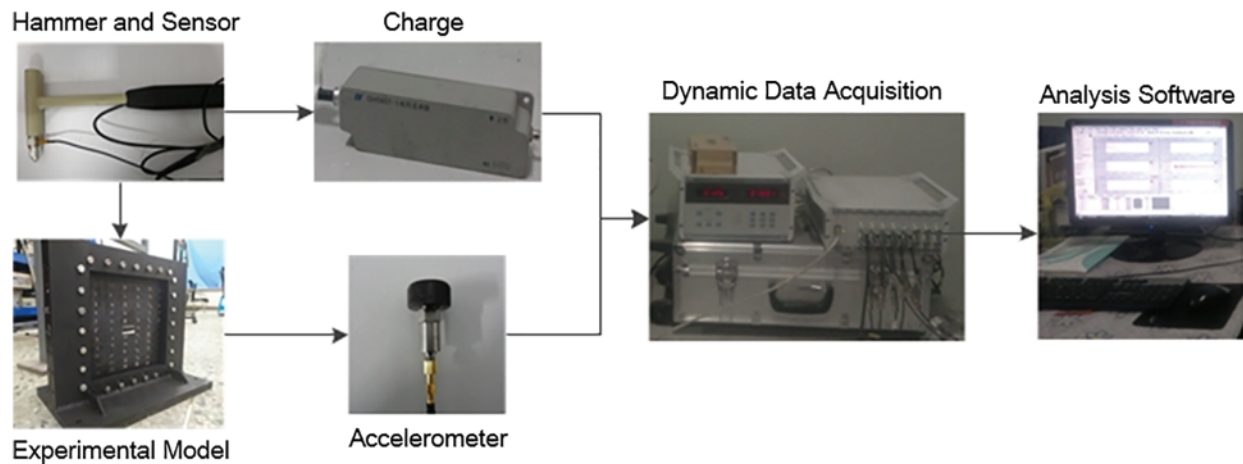 Hammer and Sensor
Charge
Dynamic Data Acquisition
Analysis Software
Experimental Model
Accelerometer